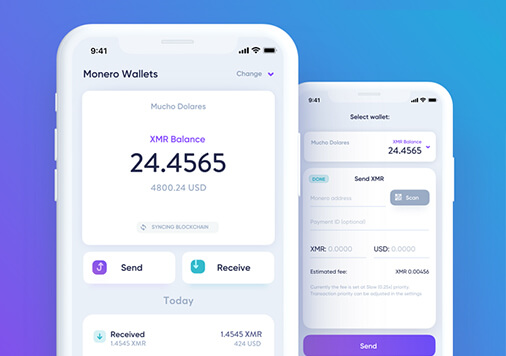 9:41
Monero Wallets
Change
Mucho Dolares
XMR Balance
24.4565
4800.24 USD
SYNCING BLOCKCHAIN
Send
Receive
Today
Received
1.4545 XMR
1.4545 XMR
424 USD
9:41
Select wallet:
Mucho Dolares
XMR Balance
24.4565
DONE
Send XMR
Monero address
Scan
Payment ID (optional)
XMR: 0.0000
USD: 0.0000
Estimated fee:
XMR 0.00456
Currently the fee is set at Slow (0.25x) priority.
Transaction priority can be adjusted in the settings
Send